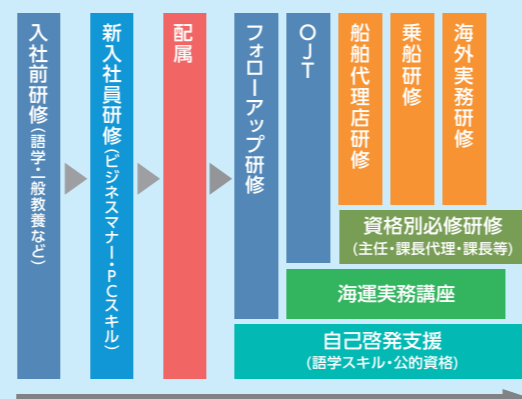 入社前研修(語学・一般教養など)
新入社員研修(ビジネスマナー・PCスキル)
配属
フォローアップ研修
OJT
船舶代理店研修
乗船研修
海外実務研修
資格別必修研修
(主任・課長代理・課長等)
海運実務講座
自己啓発支援
(語学スキル・公的資格)